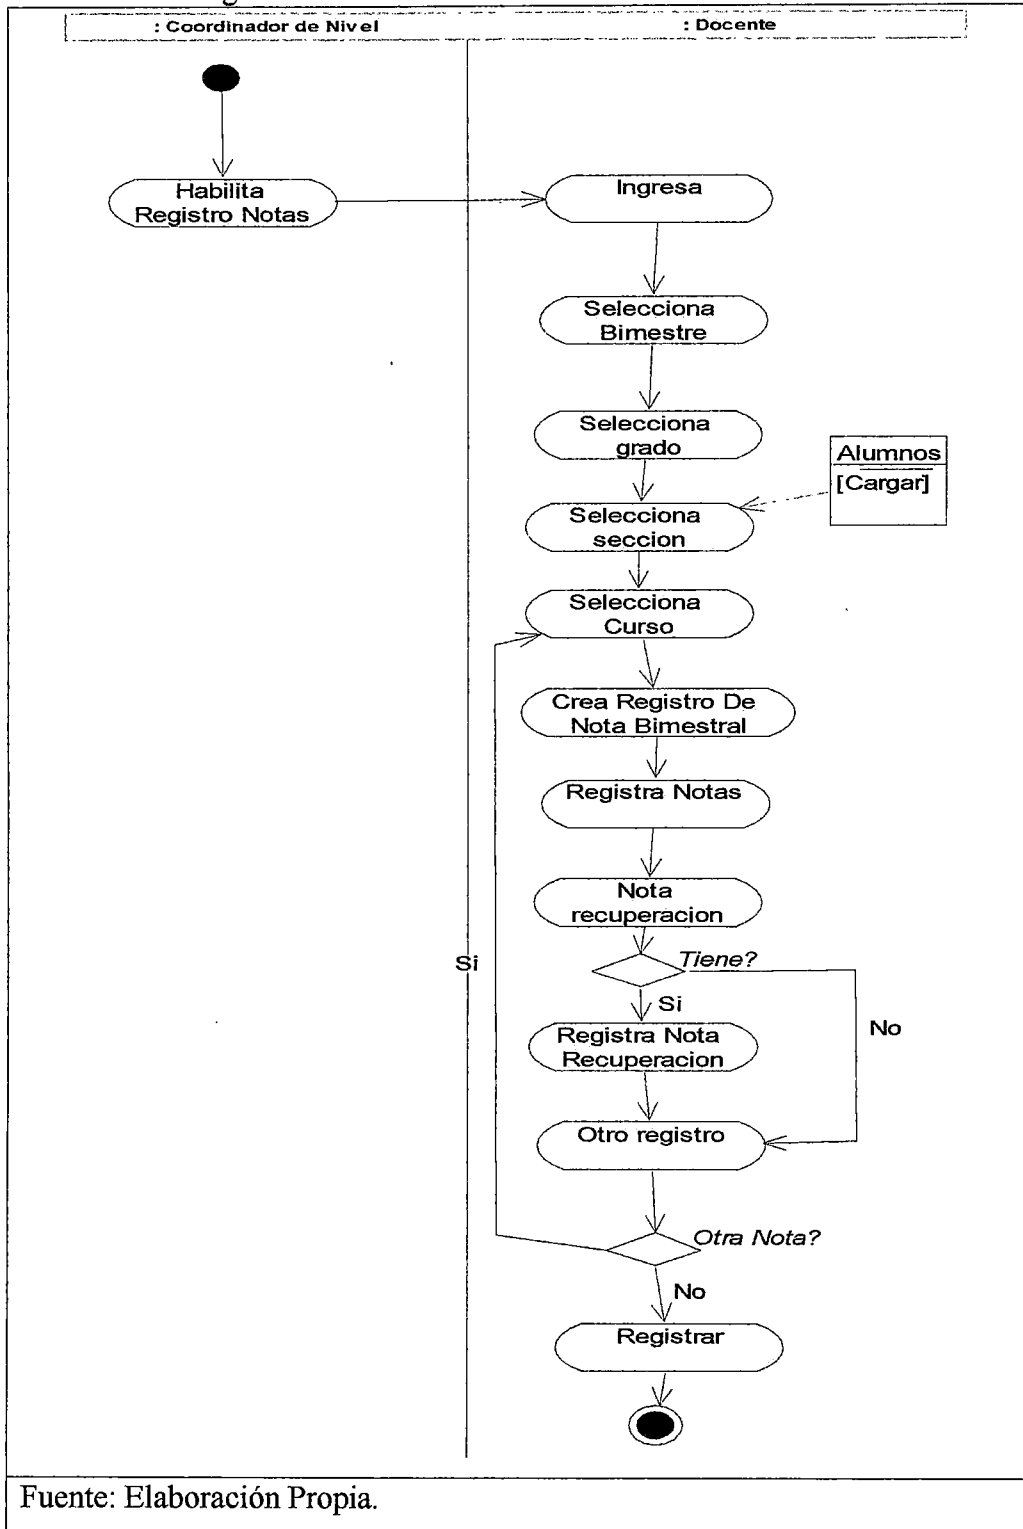 : Coordinador de Nivel
: Docente
Habilita
Registro Notas
Ingresa
Selecciona
Bimestre
Selecciona
grado
Alumnos
[Cargar]
Selecciona
seccion
Selecciona
Curso
Crea Registro De
Nota Bimestral
Registra Notas
Nota
recuperacion
Si
Tiene?
Si
No
Registra Nota
Recuperacion
Otro registro
Otra Nota?
No
Registrar
Fuente: Elaboración Propia.